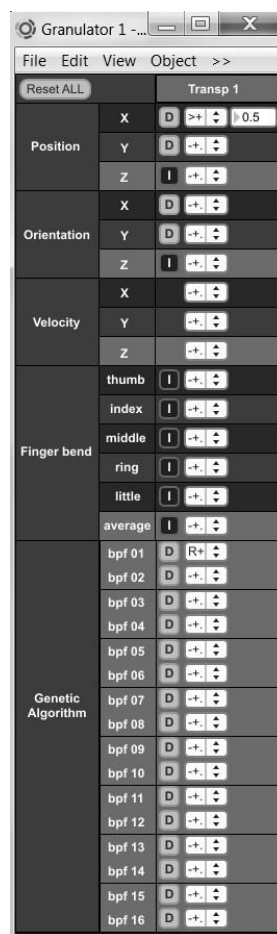 Granulator 1 -... X
File Edit View Object >>
Reset ALL Transp 1
Position
X D >+ 0.5
Y D -+.
Z I -+.
Orientation
X D -+.
Y D -+.
Z I -+.
Velocity
X -+.
Y -+.
Z -+.
Finger bend
thumb I -+.
index I -+.
middle I -+.
ring I -+.
little I -+.
average I -+.
Genetic
Algorithm
bpf 01 D R+
bpf 02 D -+.
bpf 03 D -+.
bpf 04 D -+.
bpf 05 D -+.
bpf 06 D -+.
bpf 07 D -+.
bpf 08 D -+.
bpf 09 D -+.
bpf 10 D -+.
bpf 11 D -+.
bpf 12 D -+.
bpf 13 D -+.
bpf 14 D -+.
bpf 15 D -+.
bpf 16 D -+.